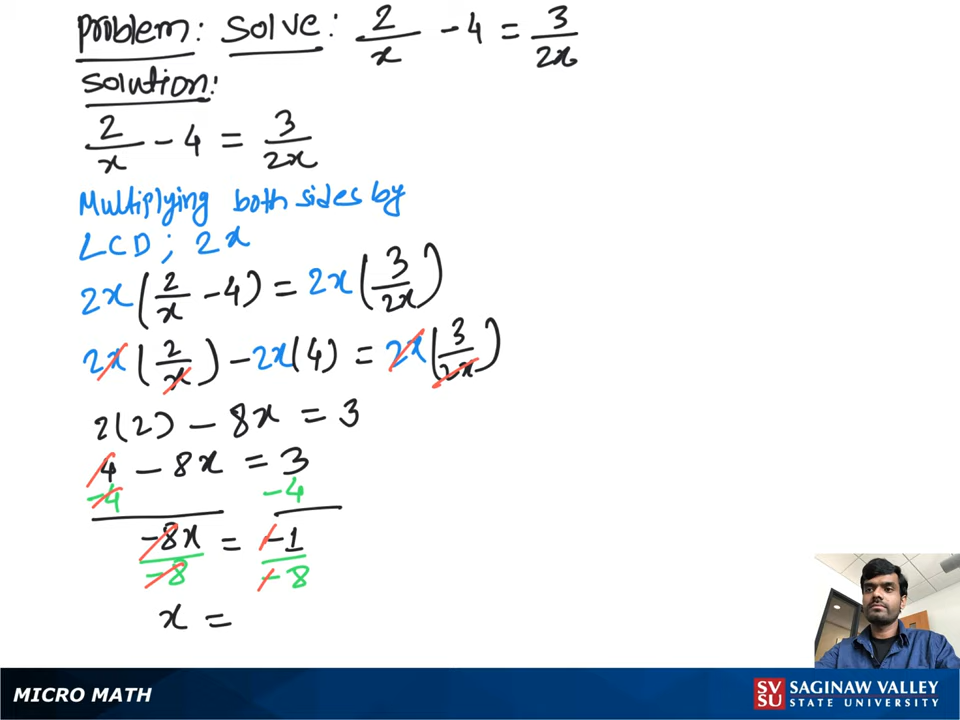 Problem: Solve: 2/x - 4 = 3/2x
Solution:
2/x - 4 = 3/2x
Multiplying both sides by
LCD; 2x
2x(2/x - 4) = 2x(3/2x)
2x(2/x) - 2x(4) = 2x(3/2x)
2(2) - 8x = 3
4 - 8x = 3
-4 -4
-8x/-8 = -1/-8
x =
MICRO MATH
SV SU SAGINAW VALLEY
STATE UNIVERSITY